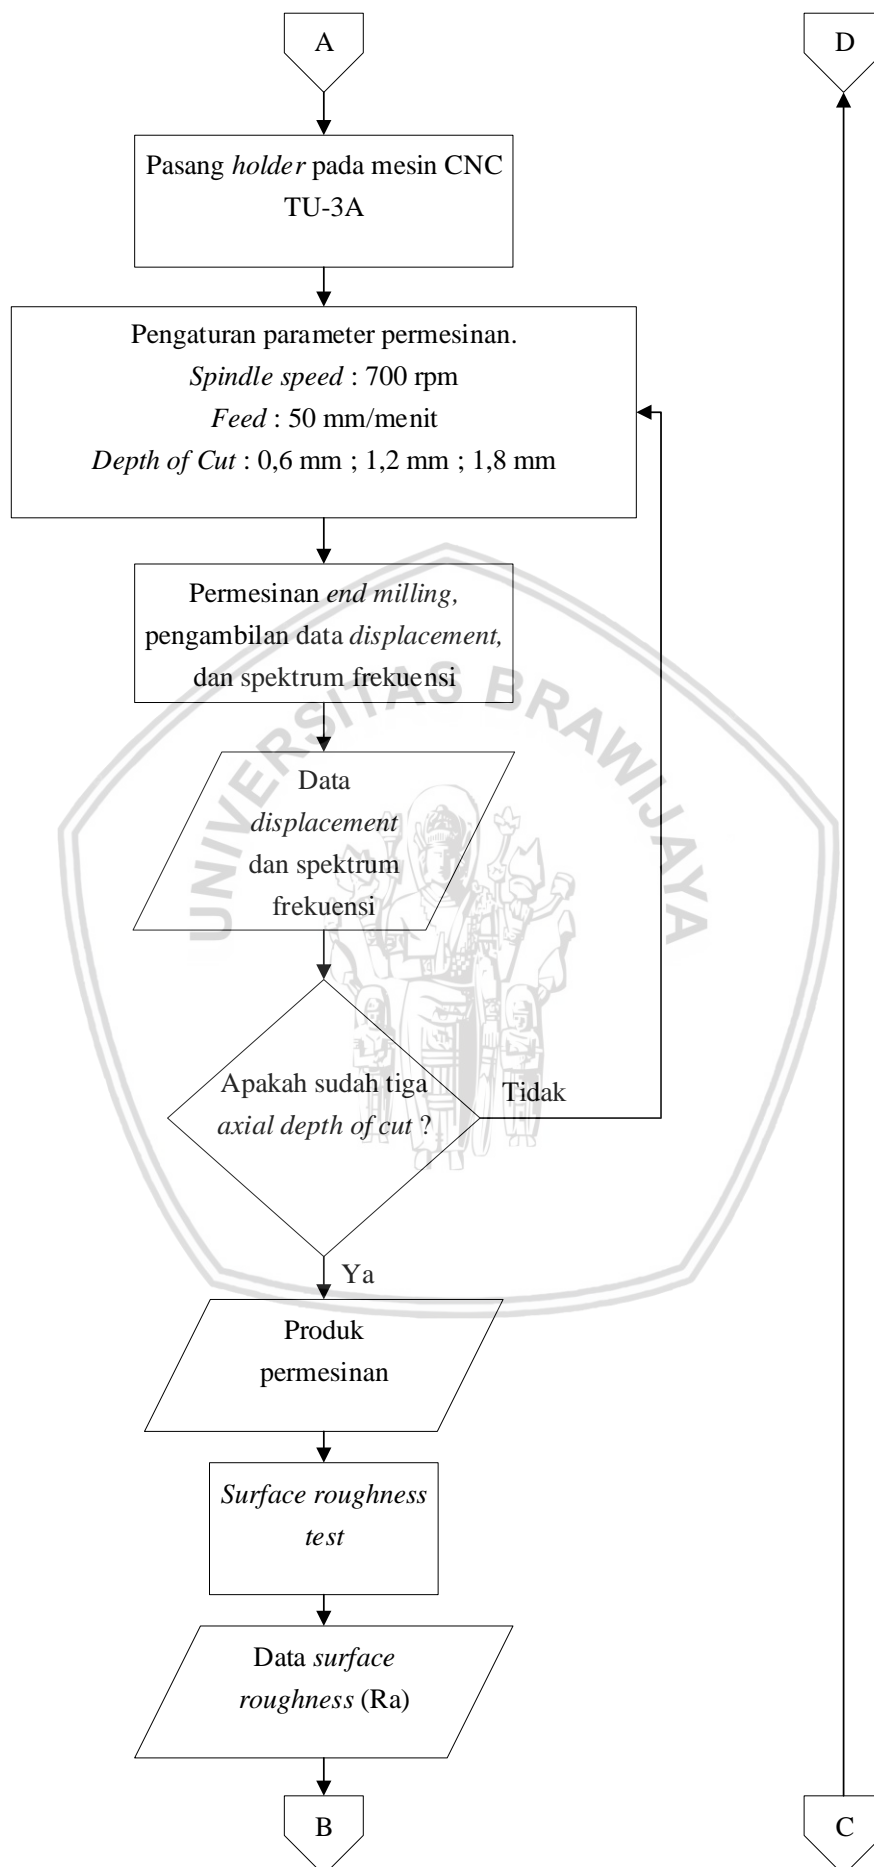 A
D
Pasang holder pada mesin CNC
TU-3A
Pengaturan parameter permesinan.
Spindle speed : 700 rpm
Feed : 50 mm/menit
Depth of Cut : 0,6 mm ; 1,2 mm ; 1,8 mm
Permesinan end milling,
pengambilan data displacement,
dan spektrum frekuensi
UNIVERSITAS BRAWIJAYA
Data
displacement
dan spektrum
frekuensi
Apakah sudah tiga
axial depth of cut ?
Tidak
Ya
Produk
permesinan
Surface roughness
test
Data surface
roughness (Ra)
B
C